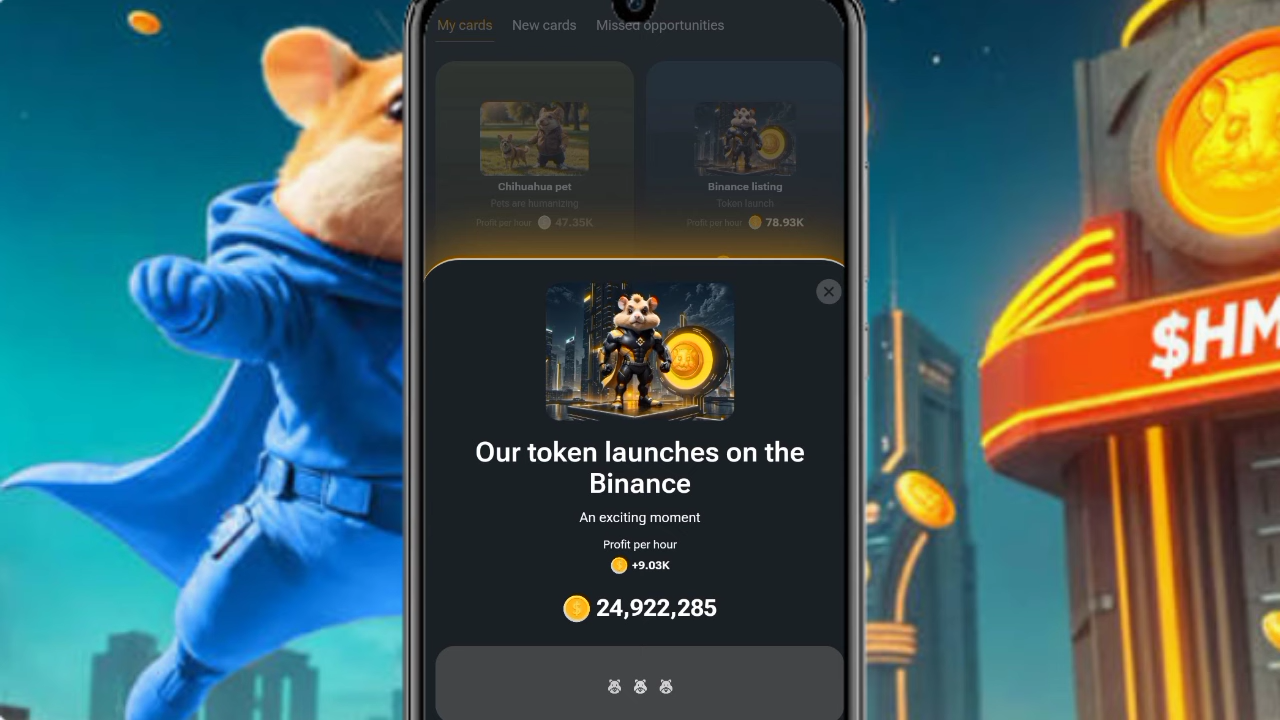 My cards New cards Missed opportunities
Chihuahua pet
Pets are humanizing
Profit per hour 47.35K
Binance listing
Token launch
Profit per hour 78.93K
Our token launches on the
Binance
An exciting moment
Profit per hour
+9.03K
24,922,285
$HM